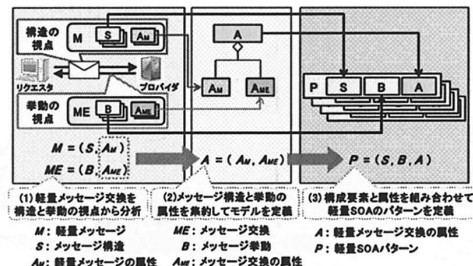 構造の
視点
M S AM
リクエスタ
プロバイダ
挙動の
視点
ME B AME
A
AM AME
P S B A
M = (S, AM)
ME = (B, AME)
A = (AM, AME)
P = (S, B, A)
(1)軽量メッセージ交換を
構造と挙動の視点から分析
(2)メッセージ構造と挙動の
属性を集約してモデルを定義
(3)構成要素と属性を組み合わせて
軽量SOAのパターンを定義
M:軽量メッセージ
S:メッセージ構造
AM:軽量メッセージの属性
ME:メッセージ交換
B:メッセージ挙動
AME:メッセージ交換の属性
A:軽量メッセージ交換の属性
P:軽量SOAパターン